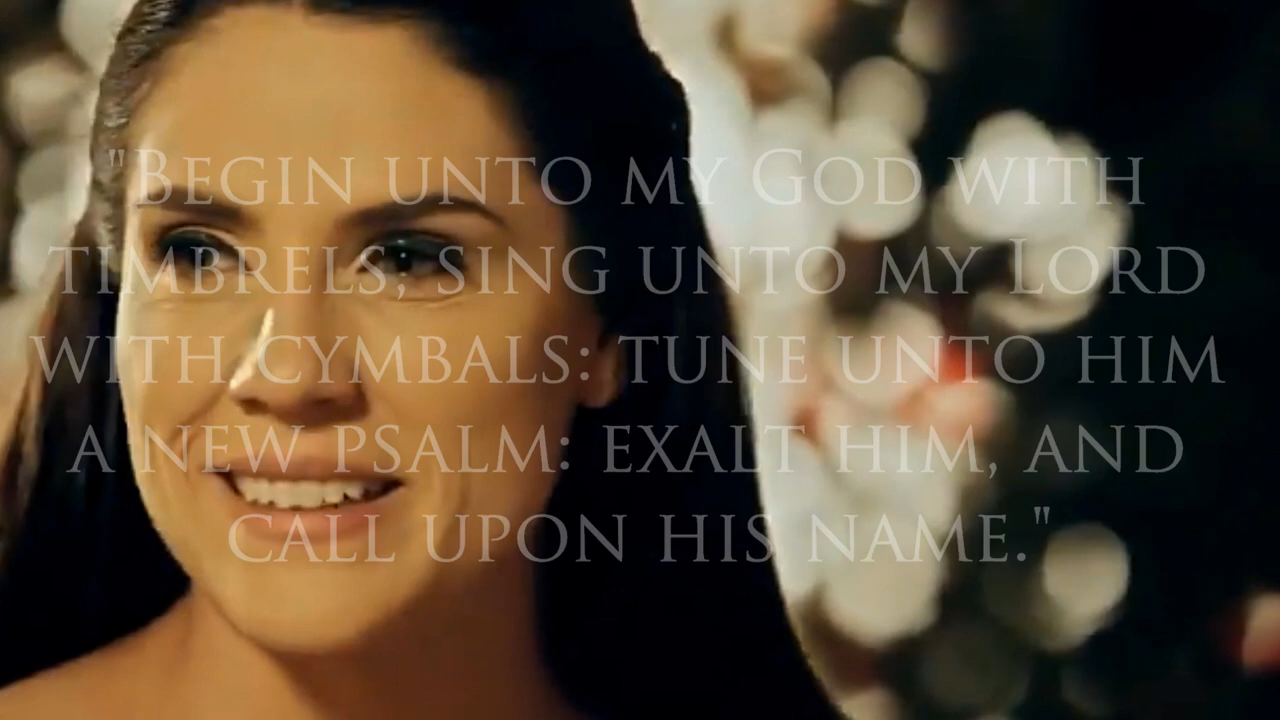 "Begin unto my God with
timbrels, sing unto my Lord
with cymbals: tune unto him
a new psalm: exalt him, and
call upon his name."